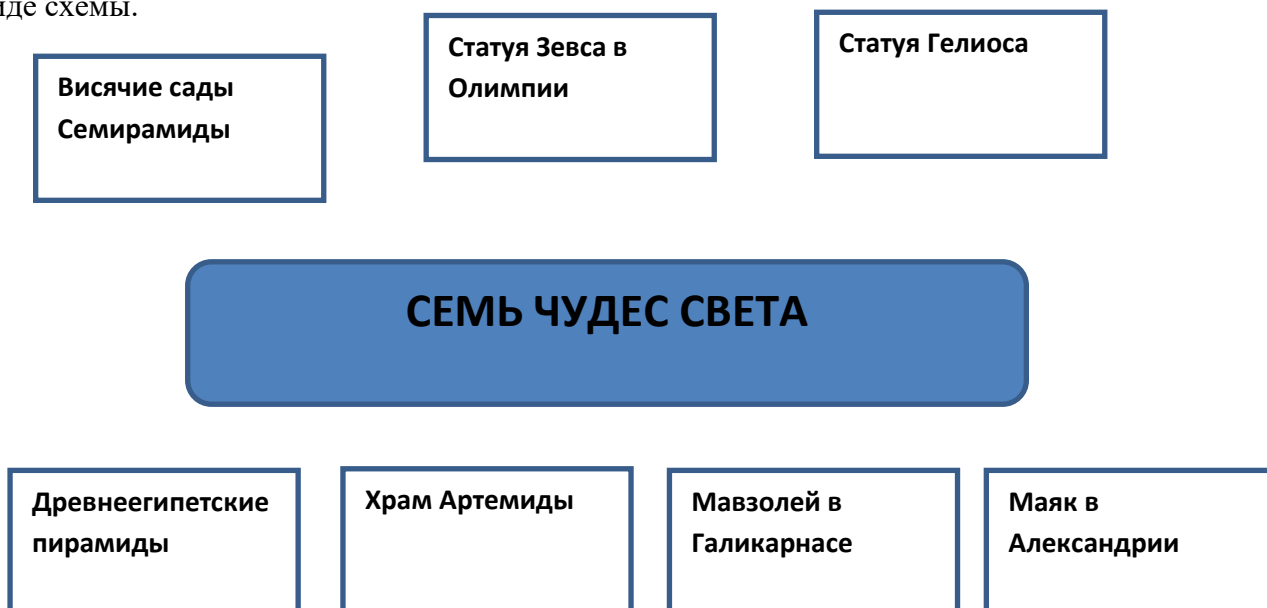 иде схемы.
Висячие сады
Семирамиды
Статуя Зевса в
Олимпии
Статуя Гелиоса
СЕМЬ ЧУДЕС СВЕТА
Древнеегипетские
пирамиды
Храм Артемиды
Мавзолей в
Галикарнасе
Маяк в
Александрии